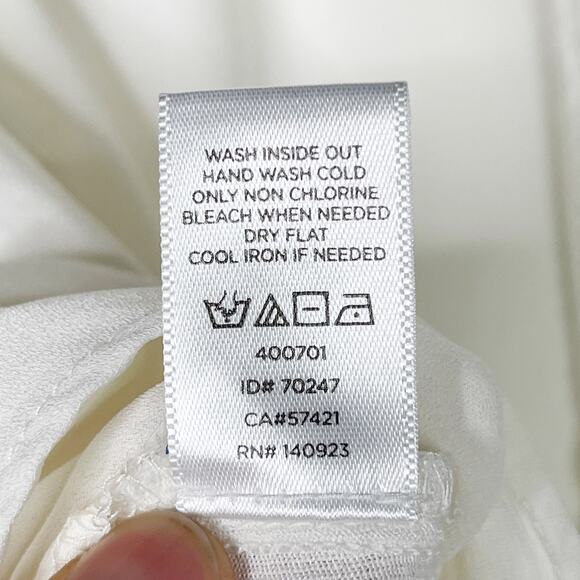 WASH INSIDE OUT
HAND WASH COLD
ONLY NON CHLORINE
BLEACH WHEN NEEDED
DRY FLAT
COOL IRON IF NEEDED
400701
ID# 70247
CA#57421
RN# 140923